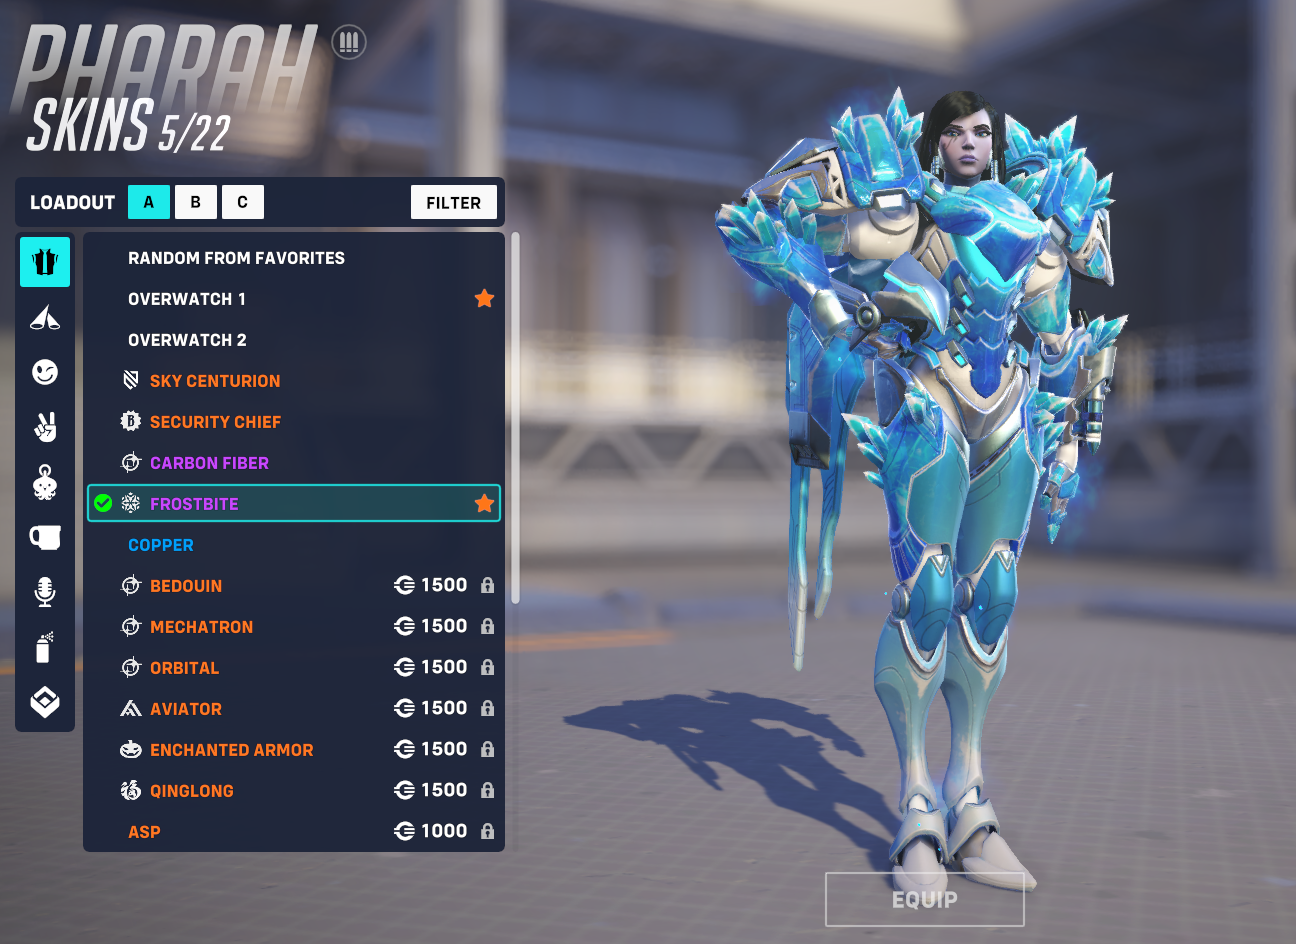 PHARAH
SKINS 5/22
LOADOUT A B C FILTER
RANDOM FROM FAVORITES
OVERWATCH 1
OVERWATCH 2
SKY CENTURION
SECURITY CHIEF
CARBON FIBER
FROSTBITE
COPPER
BEDOUIN 1500
MECHATRON 1500
ORBITAL 1500
AVIATOR 1500
ENCHANTED ARMOR 1500
QINGLONG 1500
ASP 1000
EQUIP